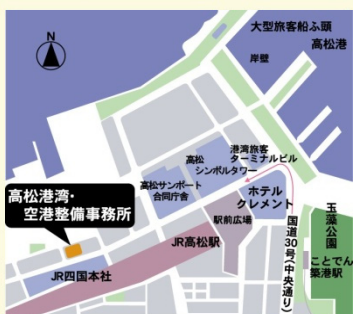 N
大型旅客船ふ頭
高松港
岸壁
港湾旅客
ターミナルビル
高松
シンボルタワー
高松サンポート
合同庁舎
ホテル
クレメント
高松港湾・
空港整備事務所
駅前広場
JR高松駅
JR四国本社
国道30号(中央通り)
玉藻公園
ことでん
築港駅